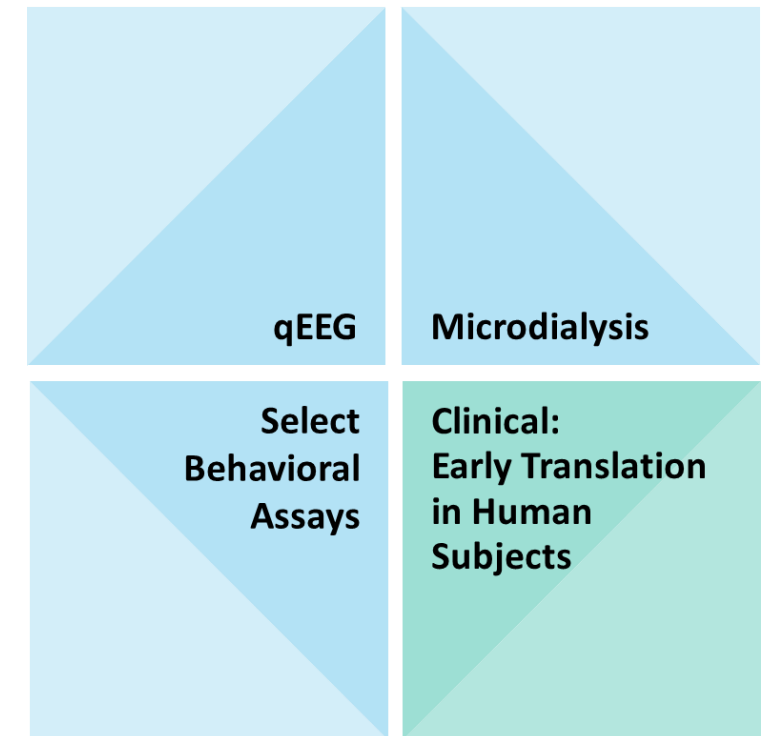 qEEG
Microdialysis
Select
Behavioral
Assays
Clinical:
Early Translation
in Human
Subjects